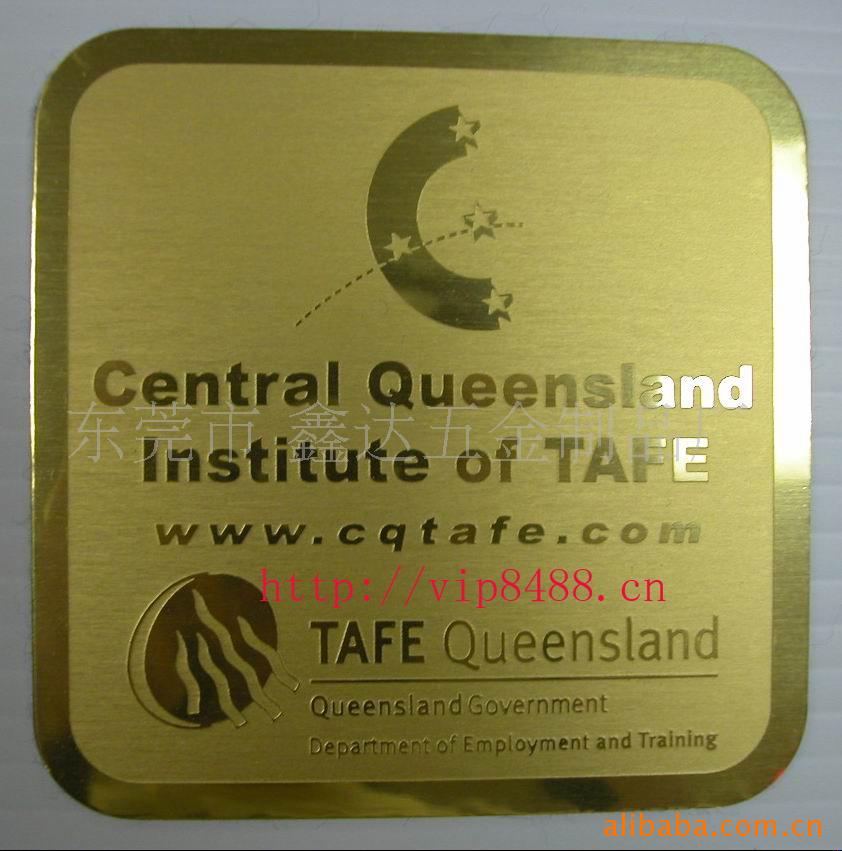 Central Queensland
东莞市 鑫达五金制品厂
Institute of TAFE
www.cqtafe.com
http://vip8488.cn
TAFE Queensland
Queensland Government
Department of Employment and Training
alibaba.com.cn